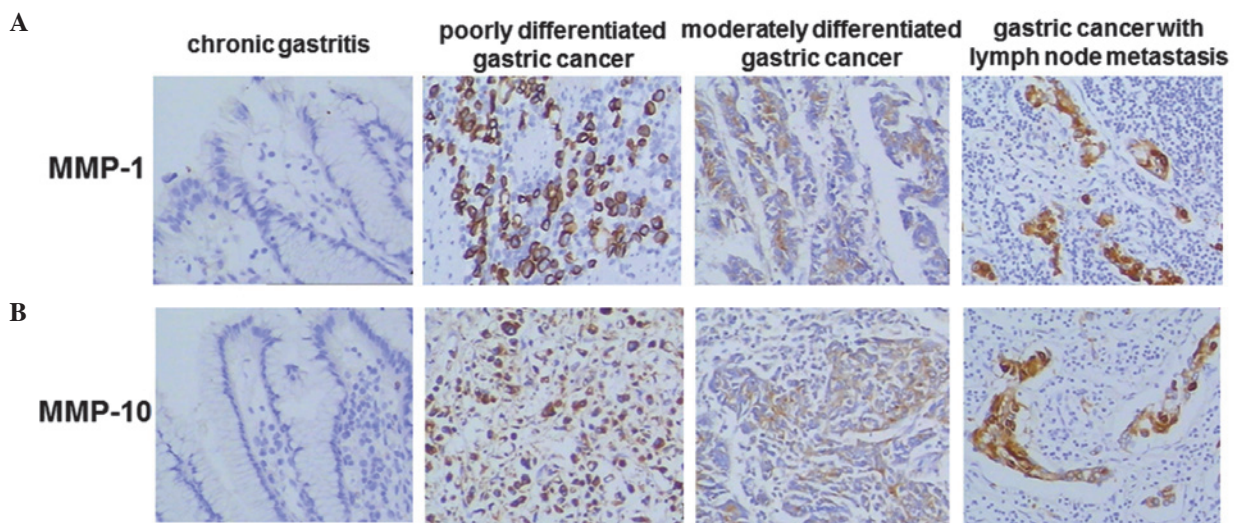 A
chronic gastritis
poorly differentiated
gastric cancer
moderately differentiated
gastric cancer
gastric cancer with
lymph node metastasis
MMP-1
B
MMP-10